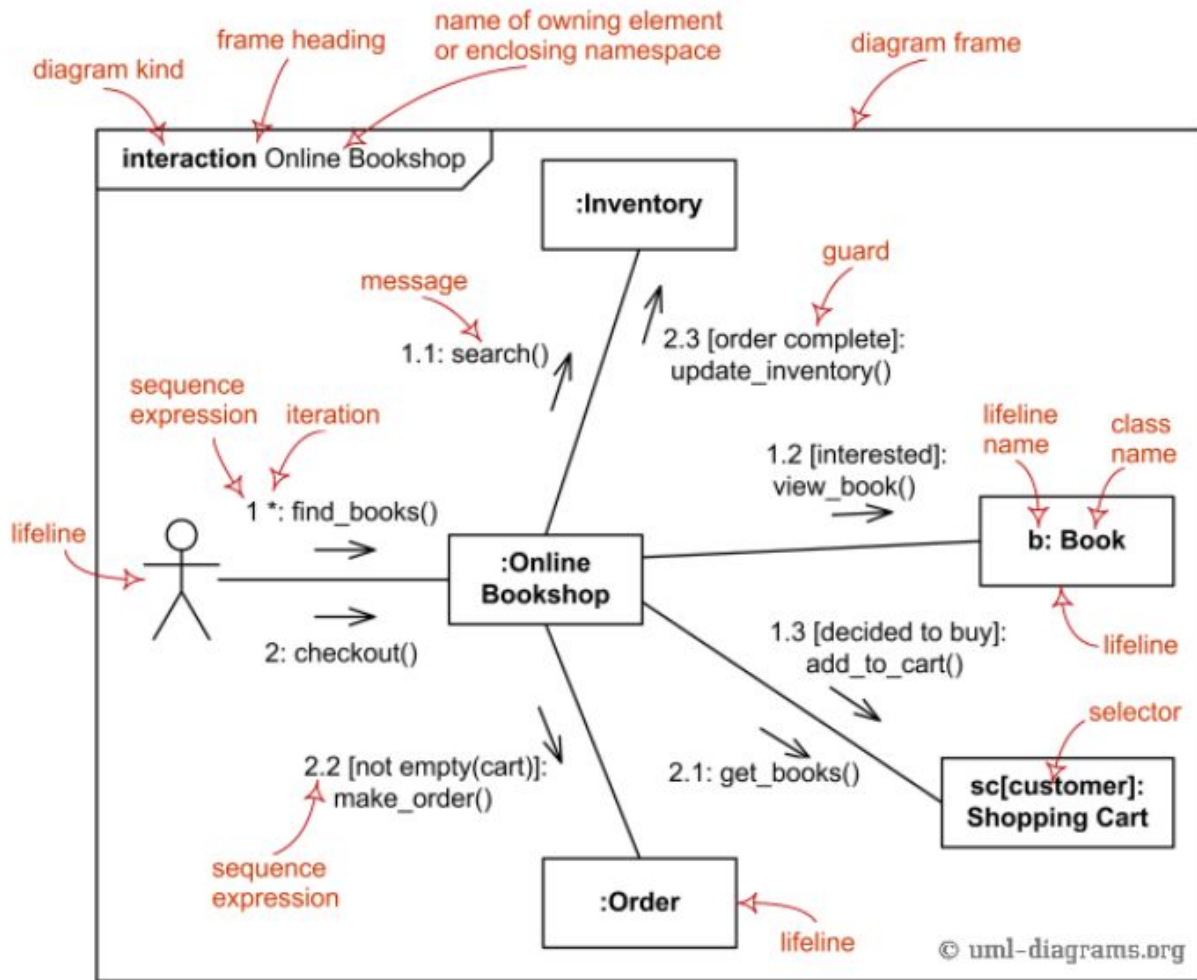 name of owning element
or enclosing namespace
frame heading
diagram frame
diagram kind
interaction Online Bookshop
:Inventory
guard
message
2.3 [order complete]:
update_inventory()
1.1: search()
sequence
expression
iteration
lifeline
name
class
name
1.2 [interested]:
view_book()
1 *: find_books()
lifeline
:Online
Bookshop
b: Book
2: checkout()
1.3 [decided to buy]:
add_to_cart()
lifeline
selector
2.2 [not empty(cart)]:
make_order()
2.1: get_books()
sc[customer]:
Shopping Cart
sequence
expression
:Order
lifeline
© uml-diagrams.org